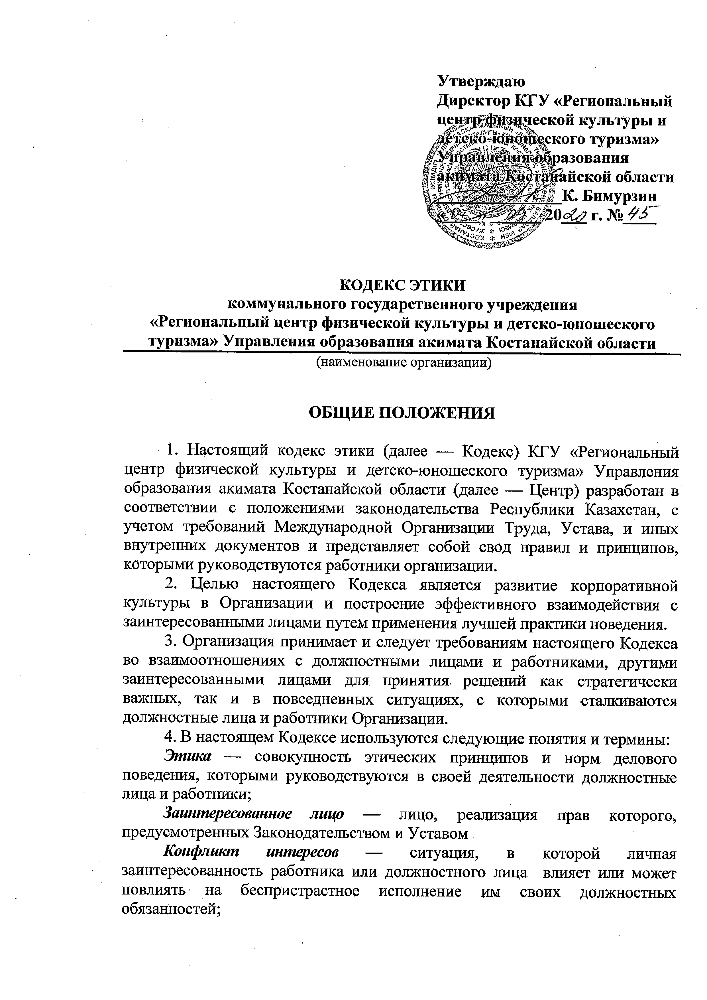 Утверждаю
Директор КГУ «Региональный
центр физической культуры и
детско-юношеского туризма»
Управления образования
акимата Костанайской области
К. Бимурзин
2020 г. № 45
КОДЕКС ЭТИКИ
коммунального государственного учреждения
«Региональный центр физической культуры и детско-юношеского
туризма» Управления образования акимата Костанайской области
(наименование организации)
ОБЩИЕ ПОЛОЖЕНИЯ
1. Настоящий кодекс этики (далее — Кодекс) КГУ «Региональный
центр физической культуры и детско-юношеского туризма» Управления
образования акимата Костанайской области (далее — Центр) разработан в
соответствии с положениями законодательства Республики Казахстан, с
учетом требований Международной Организации Труда, Устава, и иных
внутренних документов и представляет собой свод правил и принципов,
которыми руководствуются работники организации.
2. Целью настоящего Кодекса является развитие корпоративной
культуры в Организации и построение эффективного взаимодействия с
заинтересованными лицами путем применения лучшей практики поведения.
3. Организация принимает и следует требованиям настоящего Кодекса
во взаимоотношениях с должностными лицами и работниками, другими
заинтересованными лицами для принятия решений как стратегически
важных, так и в повседневных ситуациях, с которыми сталкиваются
должностные лица и работники Организации.
4. В настоящем Кодексе используются следующие понятия и термины:
Этика — совокупность этических принципов и норм делового
поведения, которыми руководствуются в своей деятельности должностные
лица и работники;
Заинтересованное лицо — лицо, реализация прав которого,
предусмотренных Законодательством и Уставом
Конфликт интересов — ситуация, в которой личная
заинтересованность работника или должностного лица влияет или может
повлиять на беспристрастное исполнение им своих должностных
обязанностей;